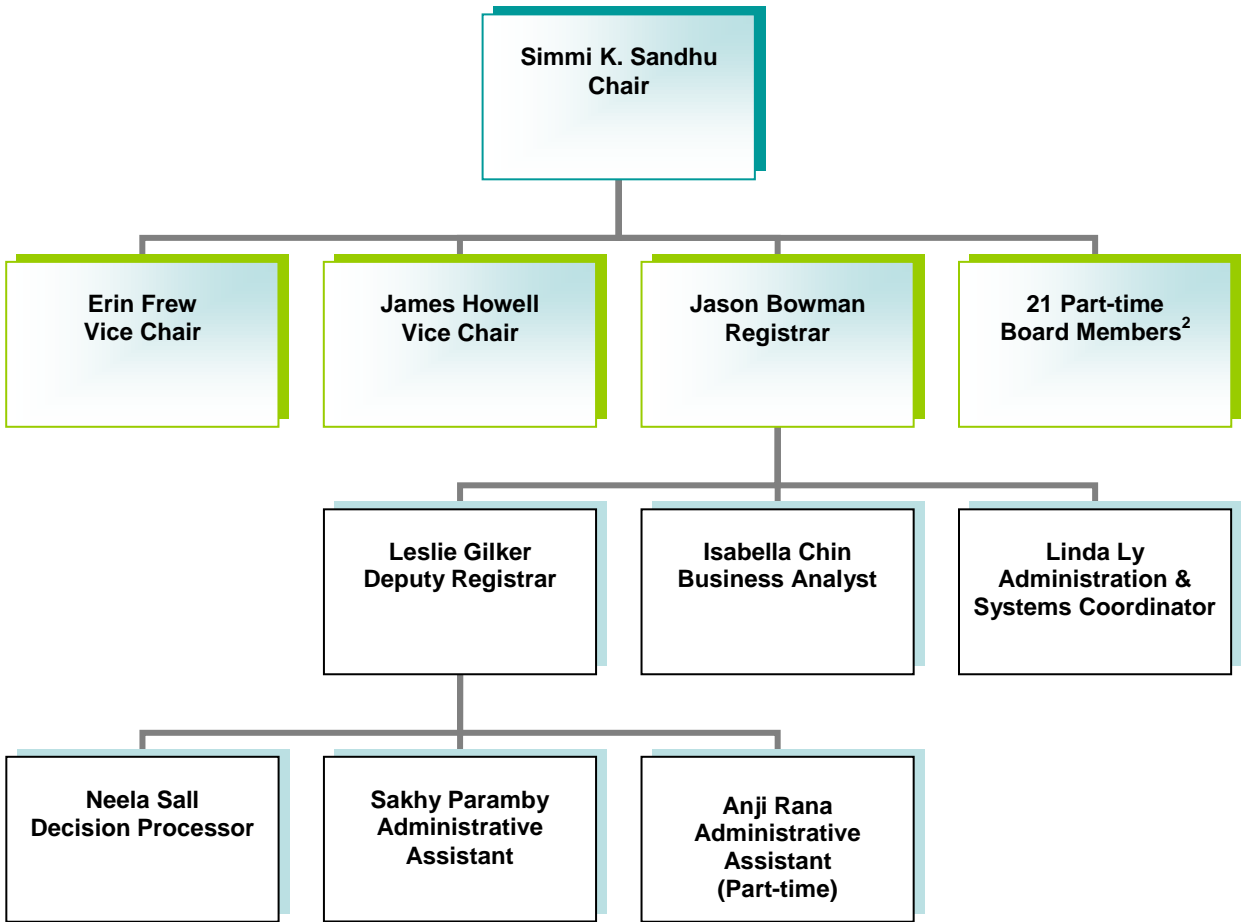 Simmi K. Sandhu
Chair
Erin Frew
Vice Chair
James Howell
Vice Chair
Jason Bowman
Registrar
21 Part-time
Board Members²
Leslie Gilker
Deputy Registrar
Isabella Chin
Business Analyst
Linda Ly
Administration &
Systems Coordinator
Neela Sall
Decision Processor
Sakhy Paramby
Administrative
Assistant
Anji Rana
Administrative
Assistant
(Part-time)